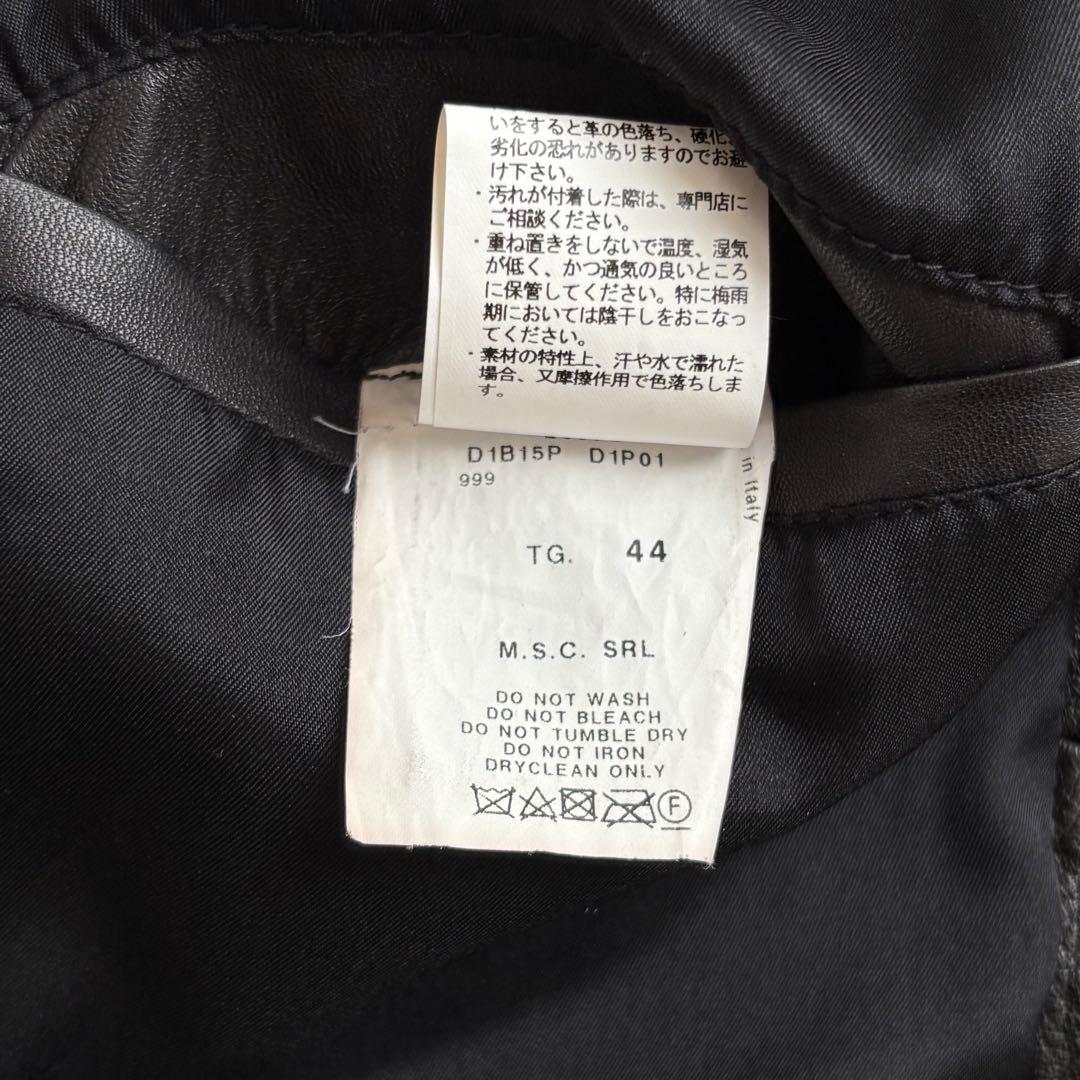 いをすると革の色落ち、硬化、
劣化の恐れがありますのでお避
け下さい。
・汚れが付着した際は、専門店に
ご相談ください。
・重ね置きをしないで温度、湿気
が低く、かつ通気の良いところ
に保管してください。特に梅雨
期においては陰干しをおこなっ
てください。
・素材の特性上、汗や水で濡れた
場合、又摩擦作用で色落ちしま
す。
D1B15P D1P01
999
in Italy
TG. 44
M.S.C. SRL
DO NOT WASH
DO NOT BLEACH
DO NOT TUMBLE DRY
DO NOT IRON
DRYCLEAN ONLY
F